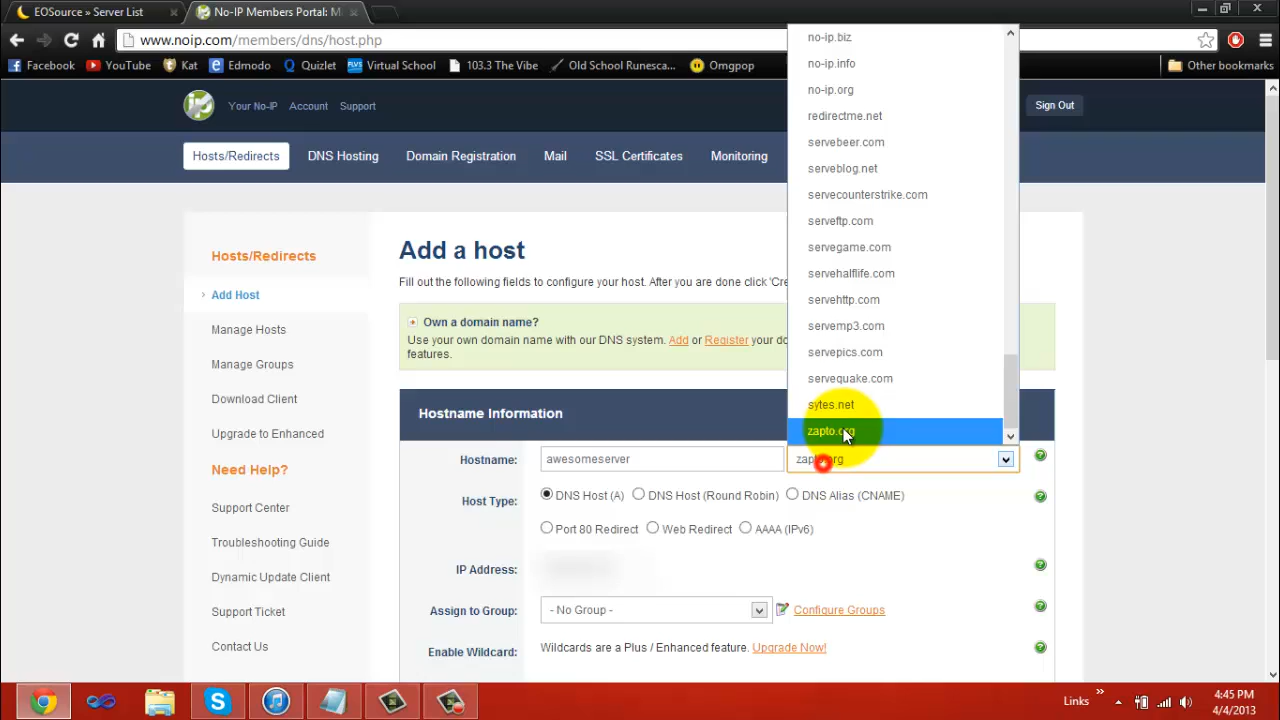 EOSource » Server List
No-IP Members Portal: M
www.noip.com/members/dns/host.php
Facebook
YouTube
Kat
Edmodo
Quizlet
Virtual School
103.3 The Vibe
Old School Runesca...
Omgpop
Other bookmarks
Your No-IP
Account
Support
Sign Out
Hosts/Redirects
DNS Hosting
Domain Registration
Mail
SSL Certificates
Monitoring
no-ip.biz
no-ip.info
no-ip.org
redirectme.net
servebeer.com
serveblog.net
servecounterstrike.com
serveftp.com
servegame.com
servehalflife.com
servehttp.com
servemp3.com
servepics.com
servequake.com
sytes.net
zapto.org
Hosts/Redirects
Add Host
Manage Hosts
Manage Groups
Download Client
Upgrade to Enhanced
Need Help?
Support Center
Troubleshooting Guide
Dynamic Update Client
Support Ticket
Contact Us
Add a host
Fill out the following fields to configure your host. After you are done click 'Cre
Own a domain name?
Use your own domain name with our DNS system. Add or Register your do
features.
Hostname Information
Hostname:
awesomeserver
zapto.org
Host Type:
DNS Host (A)
DNS Host (Round Robin)
DNS Alias (CNAME)
Port 80 Redirect
Web Redirect
AAAA (IPv6)
IP Address:
Assign to Group:
- No Group -
Configure Groups
Enable Wildcard:
Wildcards are a Plus / Enhanced feature. Upgrade Now!
Links
4:45 PM
4/4/2013